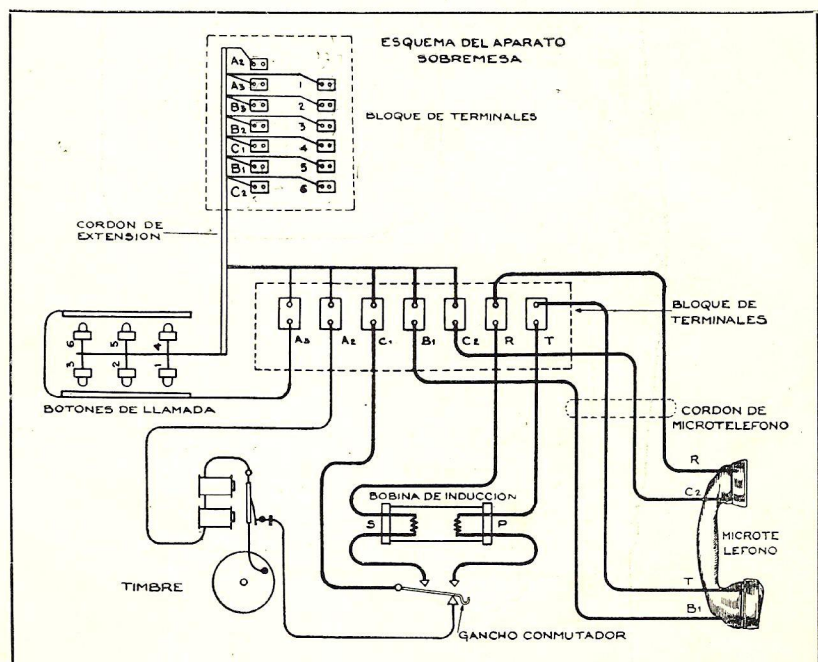 ESQUEMA DEL APARATO
SOBREMESA
A2
A3 1
B3 2
B2 3
C1 4
B1 5
C2 6
BLOQUE DE TERMINALES
CORDON DE
EXTENSION
BLOQUE DE
TERMINALES
A3 A2 C1 B1 C2 R T
6 5 4
3 2 1
BOTONES DE LLAMADA
CORDON DE
MICROTELEFONO
R
C2
BOBINA DE INDUCCION
S P
MICROTE
LEFONO
TIMBRE
T
B1
GANCHO CONMUTADOR